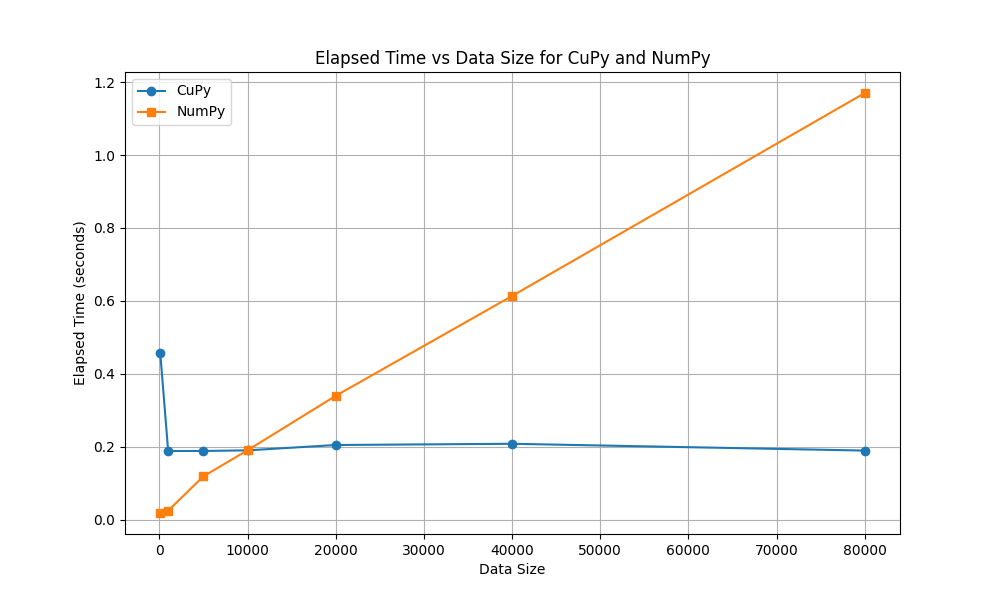 Elapsed Time vs Data Size for CuPy and NumPy
CuPy
NumPy
Elapsed Time (seconds)
1.2
1.0
0.8
0.6
0.4
0.2
0.0
0 10000 20000 30000 40000 50000 60000 70000 80000
Data Size